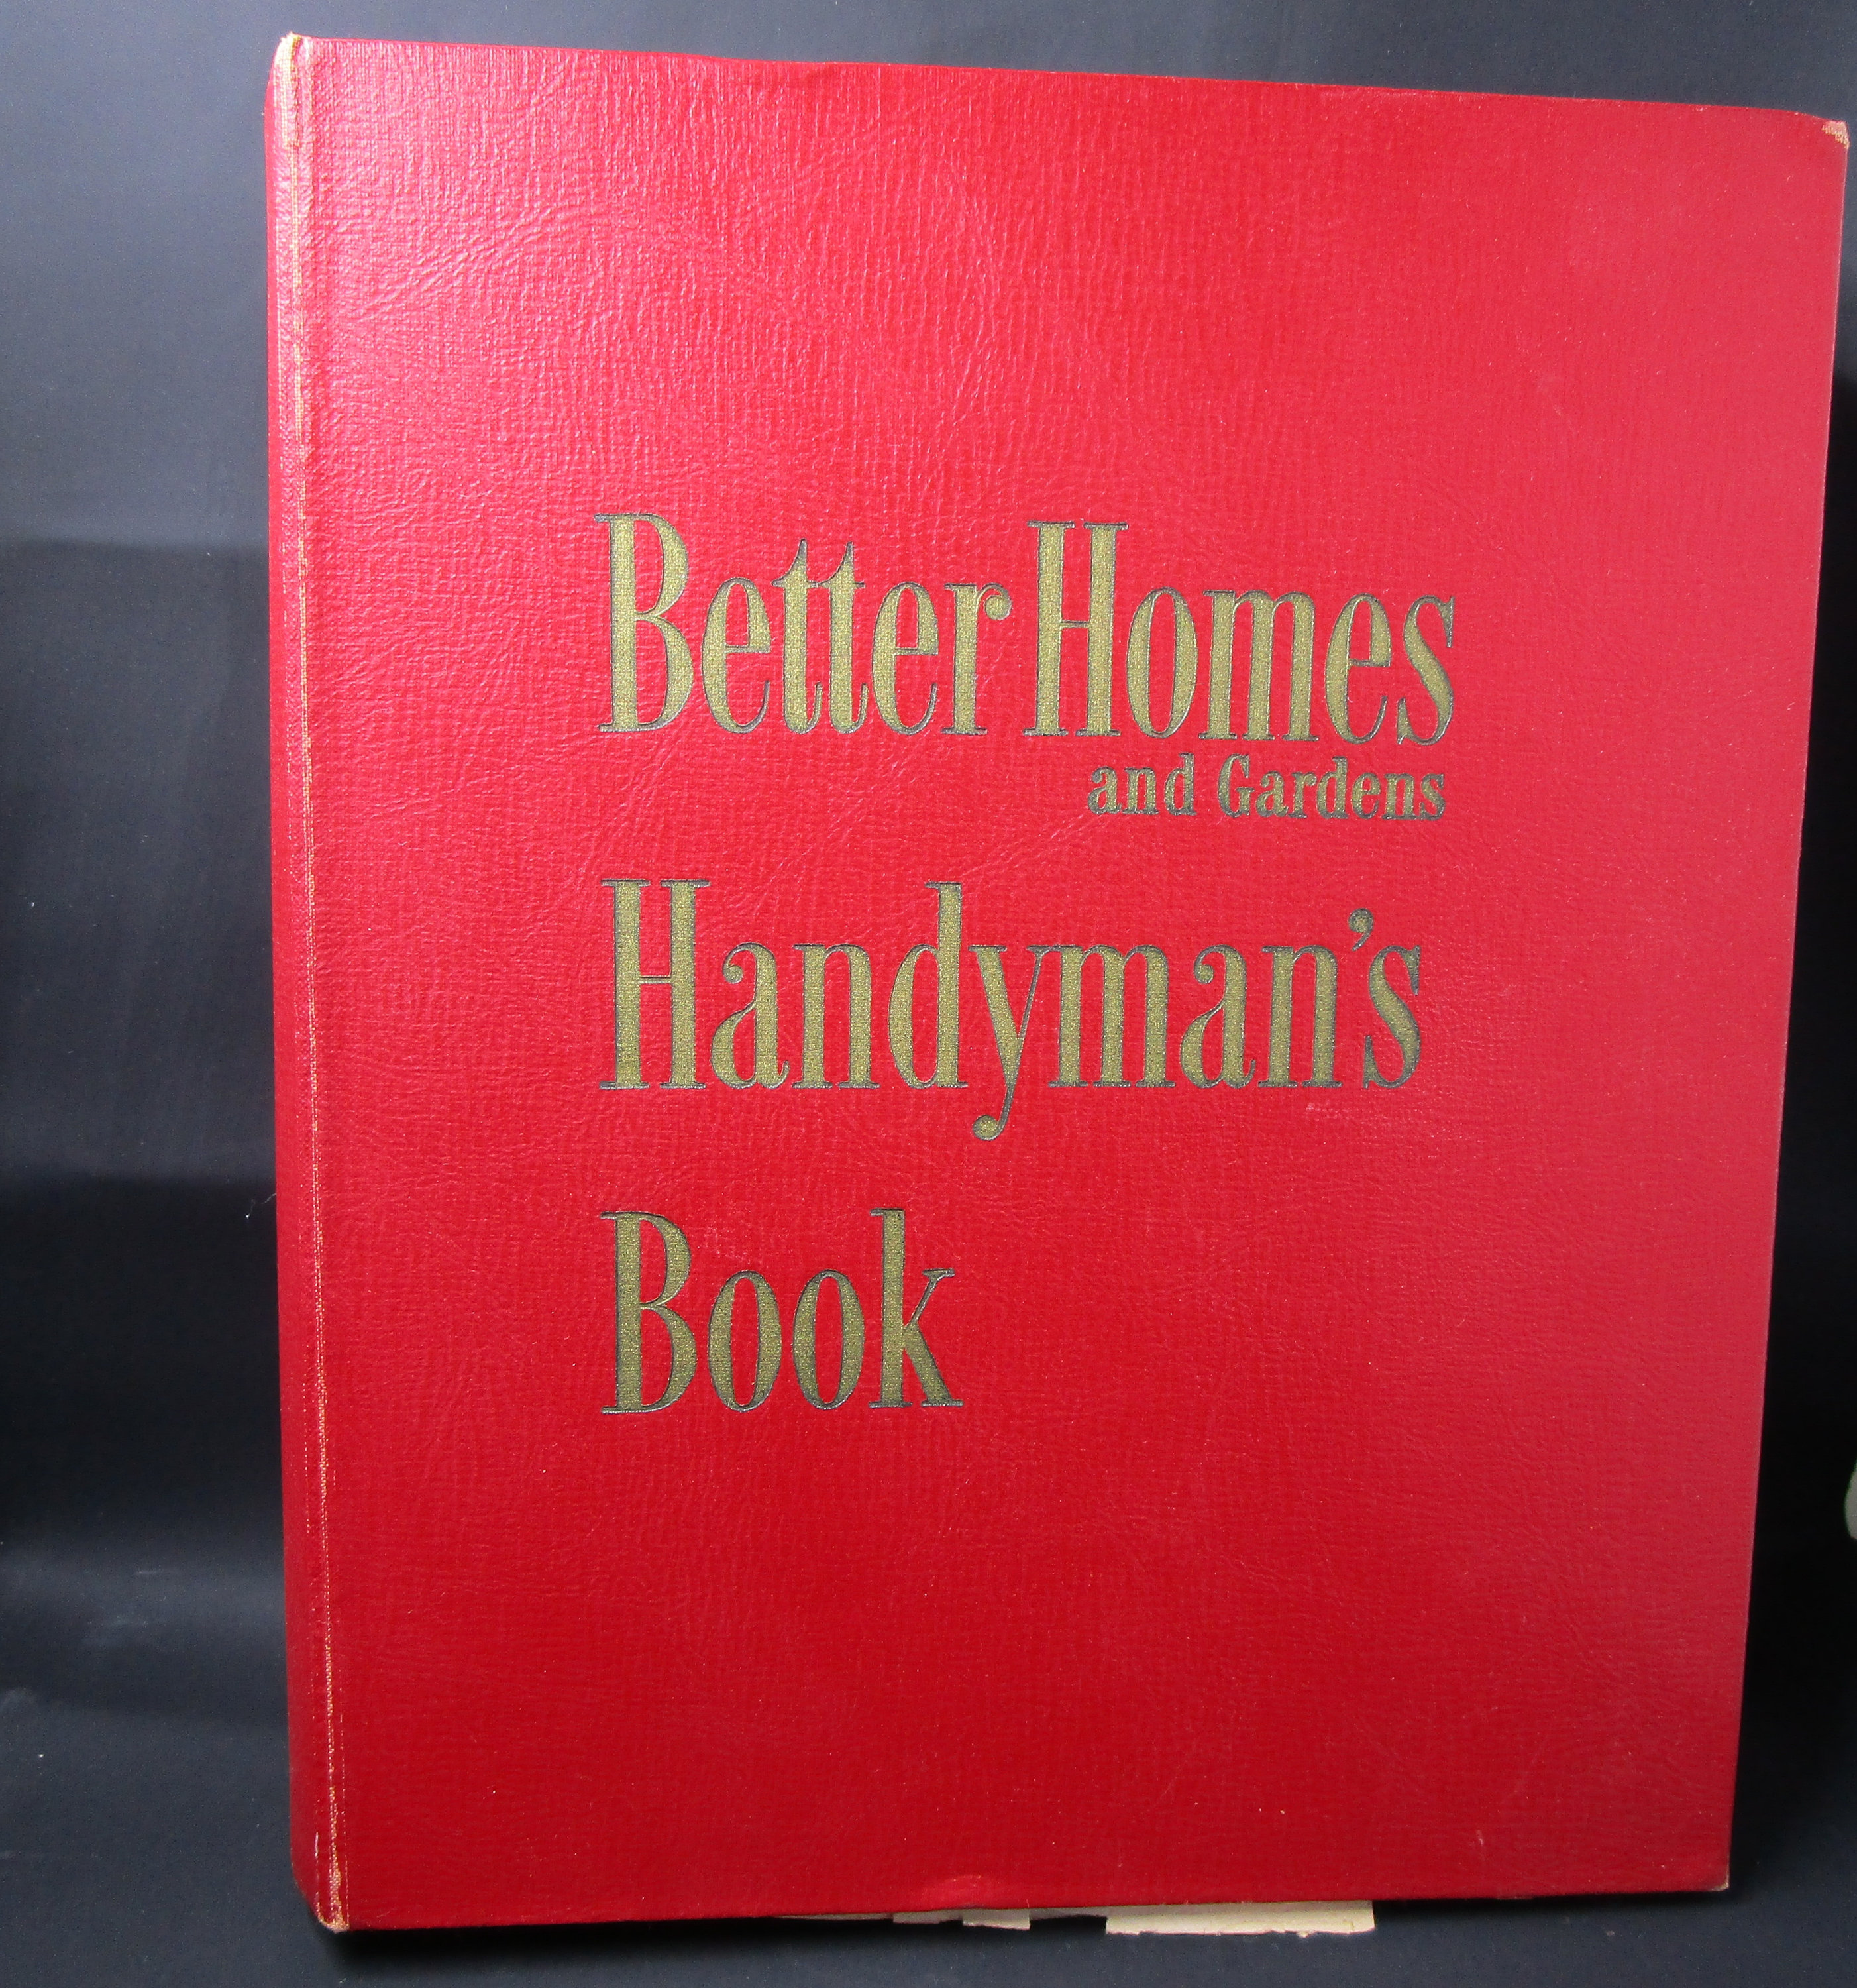 Better Homes
and Gardens
Handyman's
Book